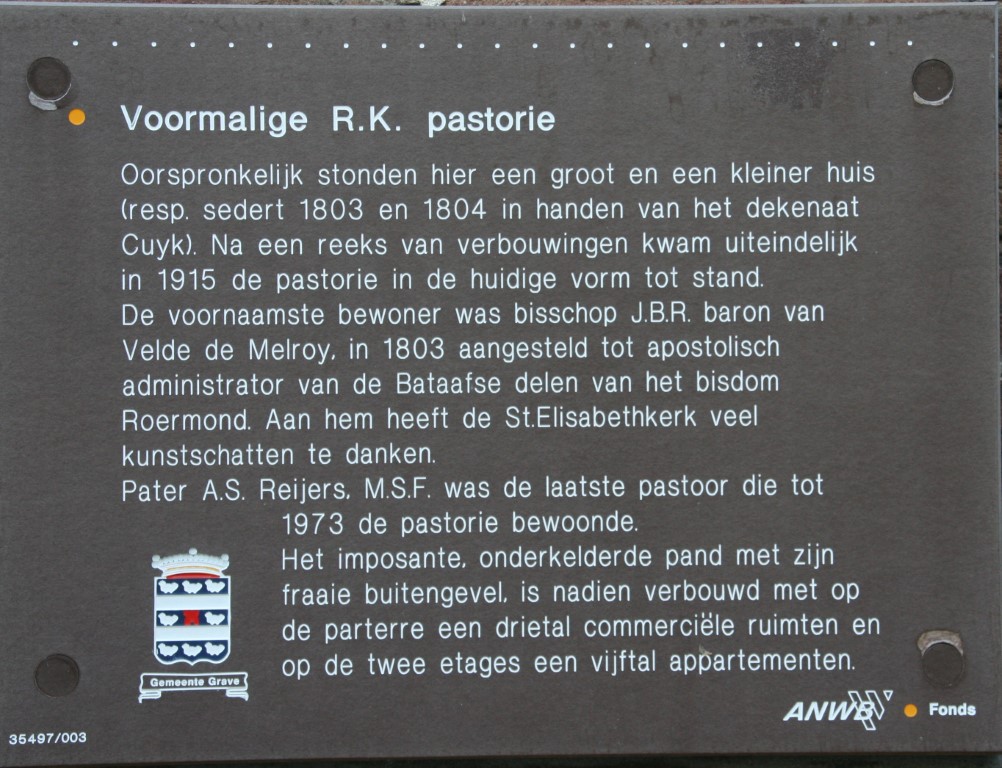 Voormalige R.K. pastorie
Oorspronkelijk stonden hier een groot en een kleiner huis
(resp. sedert 1803 en 1804 in handen van het dekenaat
Cuyk). Na een reeks van verbouwingen kwam uiteindelijk
in 1915 de pastorie in de huidige vorm tot stand.
De voornaamste bewoner was bisschop J.B.R. baron van
Velde de Melroy, in 1803 aangesteld tot apostolisch
administrator van de Bataafse delen van het bisdom
Roermond. Aan hem heeft de St.Elisabethkerk veel
kunstschatten te danken.
Pater A.S. Reijers, M.S.F. was de laatste pastoor die tot
1973 de pastorie bewoonde.
Het imposante, onderkelderde pand met zijn
fraaie buitengevel, is nadien verbouwd met op
de parterre een drietal commerciële ruimten en
op de twee etages een vijftal appartementen.
Gemeente Grave
ANWB Fonds
35497/003